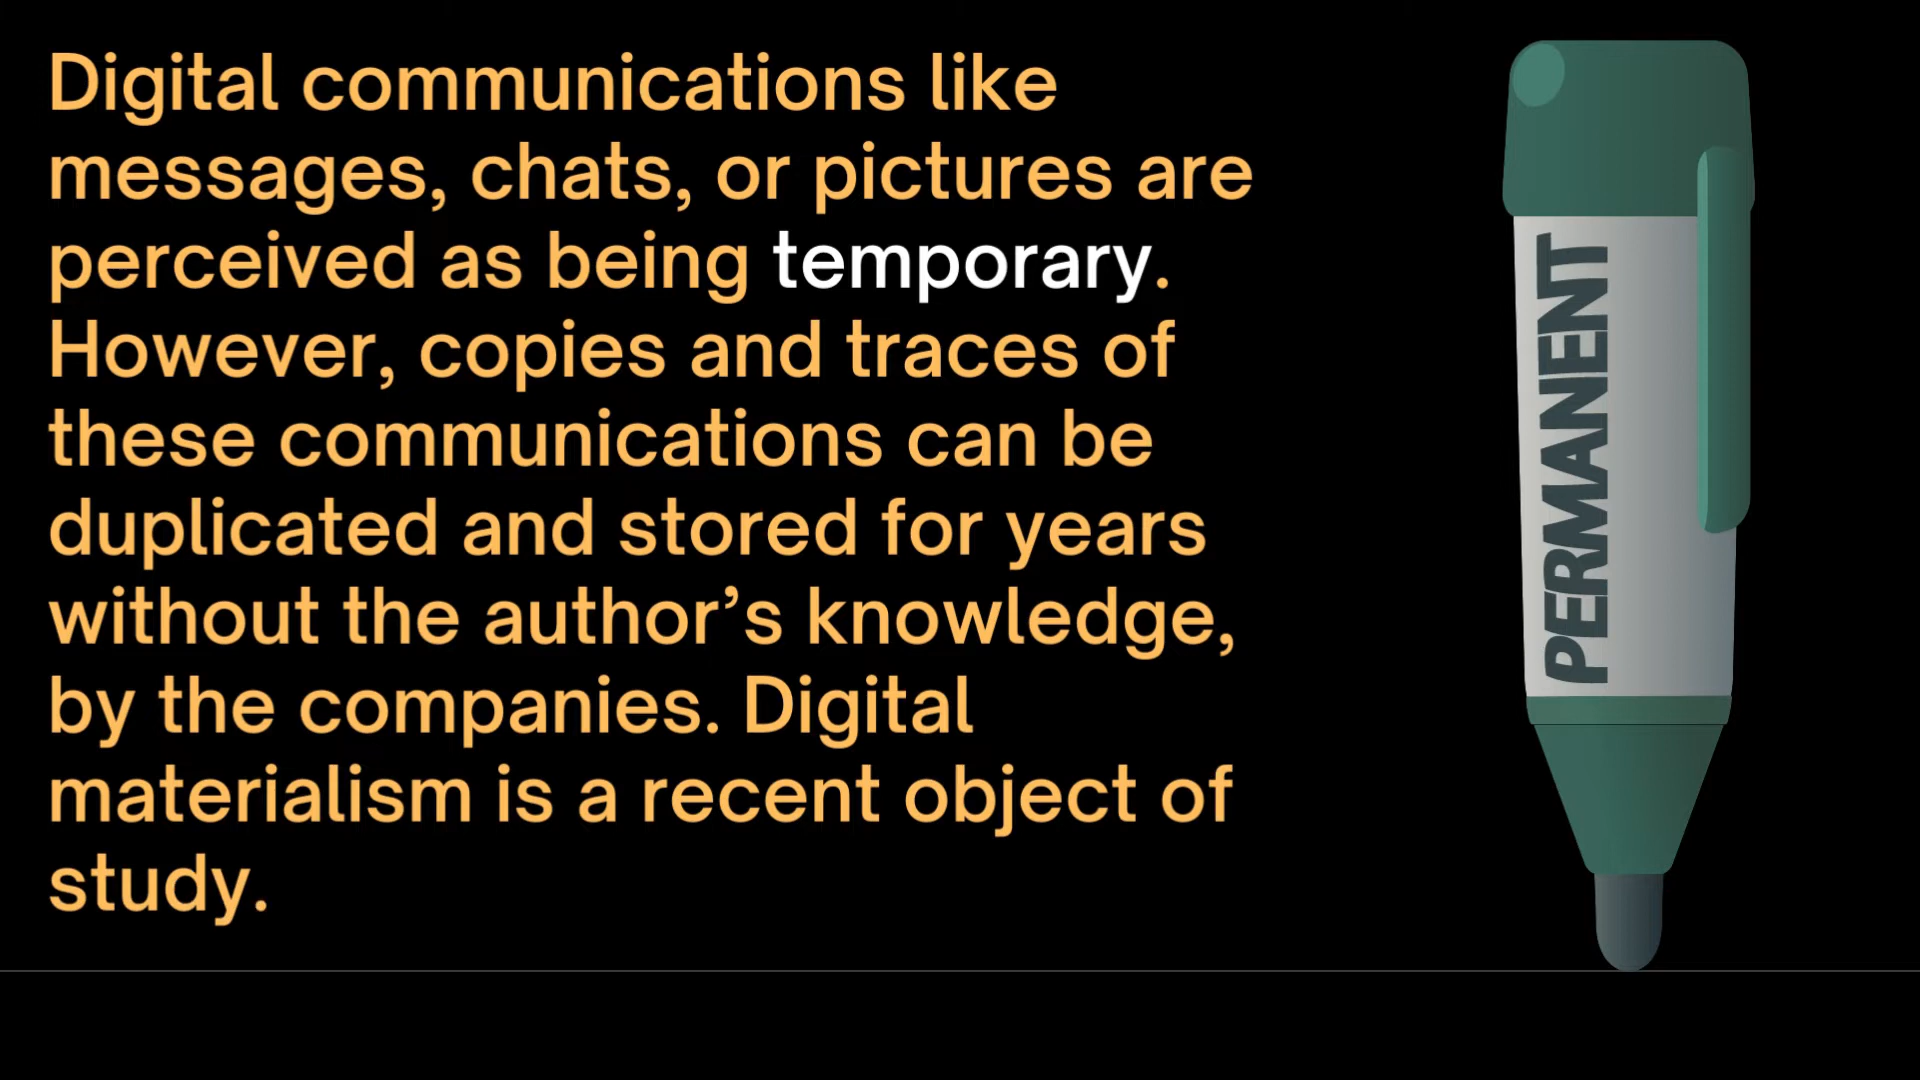 Digital communications like
messages, chats, or pictures are
perceived as being temporary.
However, copies and traces of
these communications can be
duplicated and stored for years
without the author’s knowledge,
by the companies. Digital
materialism is a recent object of
study.
PERMANENT